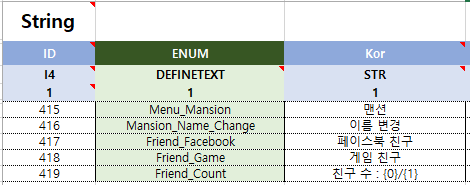 String
ID ENUM Kor
I4 DEFINETEXT STR
1 1 1
415 Menu_Mansion 맨션
416 Mansion_Name_Change 이름 변경
417 Friend_Facebook 페이스북 친구
418 Friend_Game 게임 친구
419 Friend_Count 친구 수 : {0}/{1}